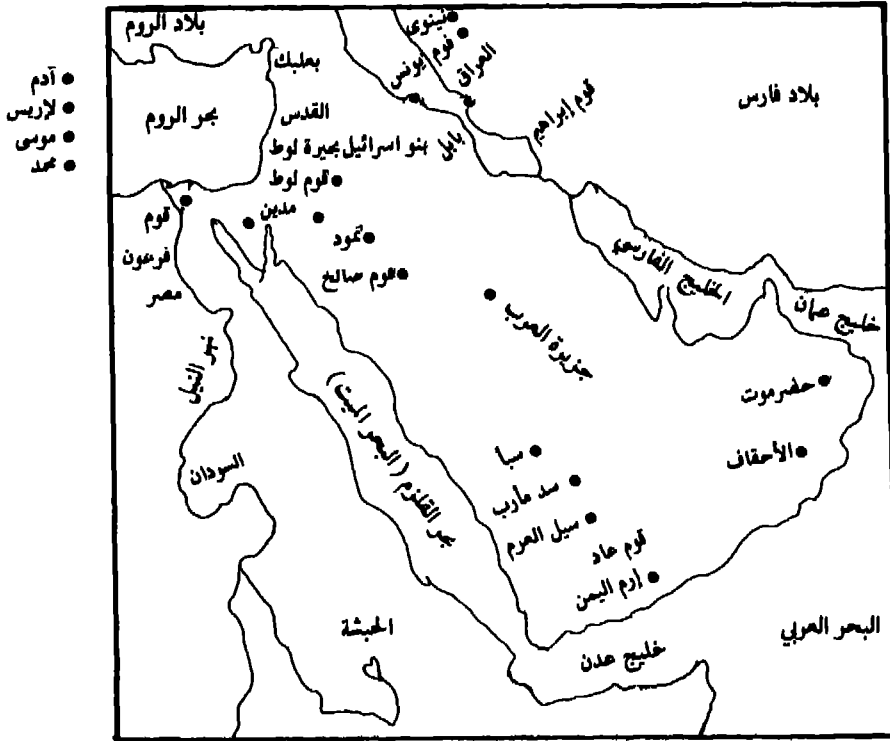 بلاد الروم
نينوى
قوم يونس
العراق
بعلبك
آدم
لإريس
موسى
محمد
بحر الروم
القدس
بنو اسرائيل بحيرة لوط
بابل
قوم إبراهيم
بلاد فارس
قوم لوط
مدين
قوم
فرعون
مصر
ثمود
قوم صالح
الخليج الفارسي
خليج عمان
جزيرة العرب
نهر النيل
حضرموت
بحر القلزم (البحر الميت)
سبأ
الأحقاف
السودان
سد مأرب
سيل العرم
قوم عاد
إرم اليمن
الحبشة
خليج عدن
البحر العربي